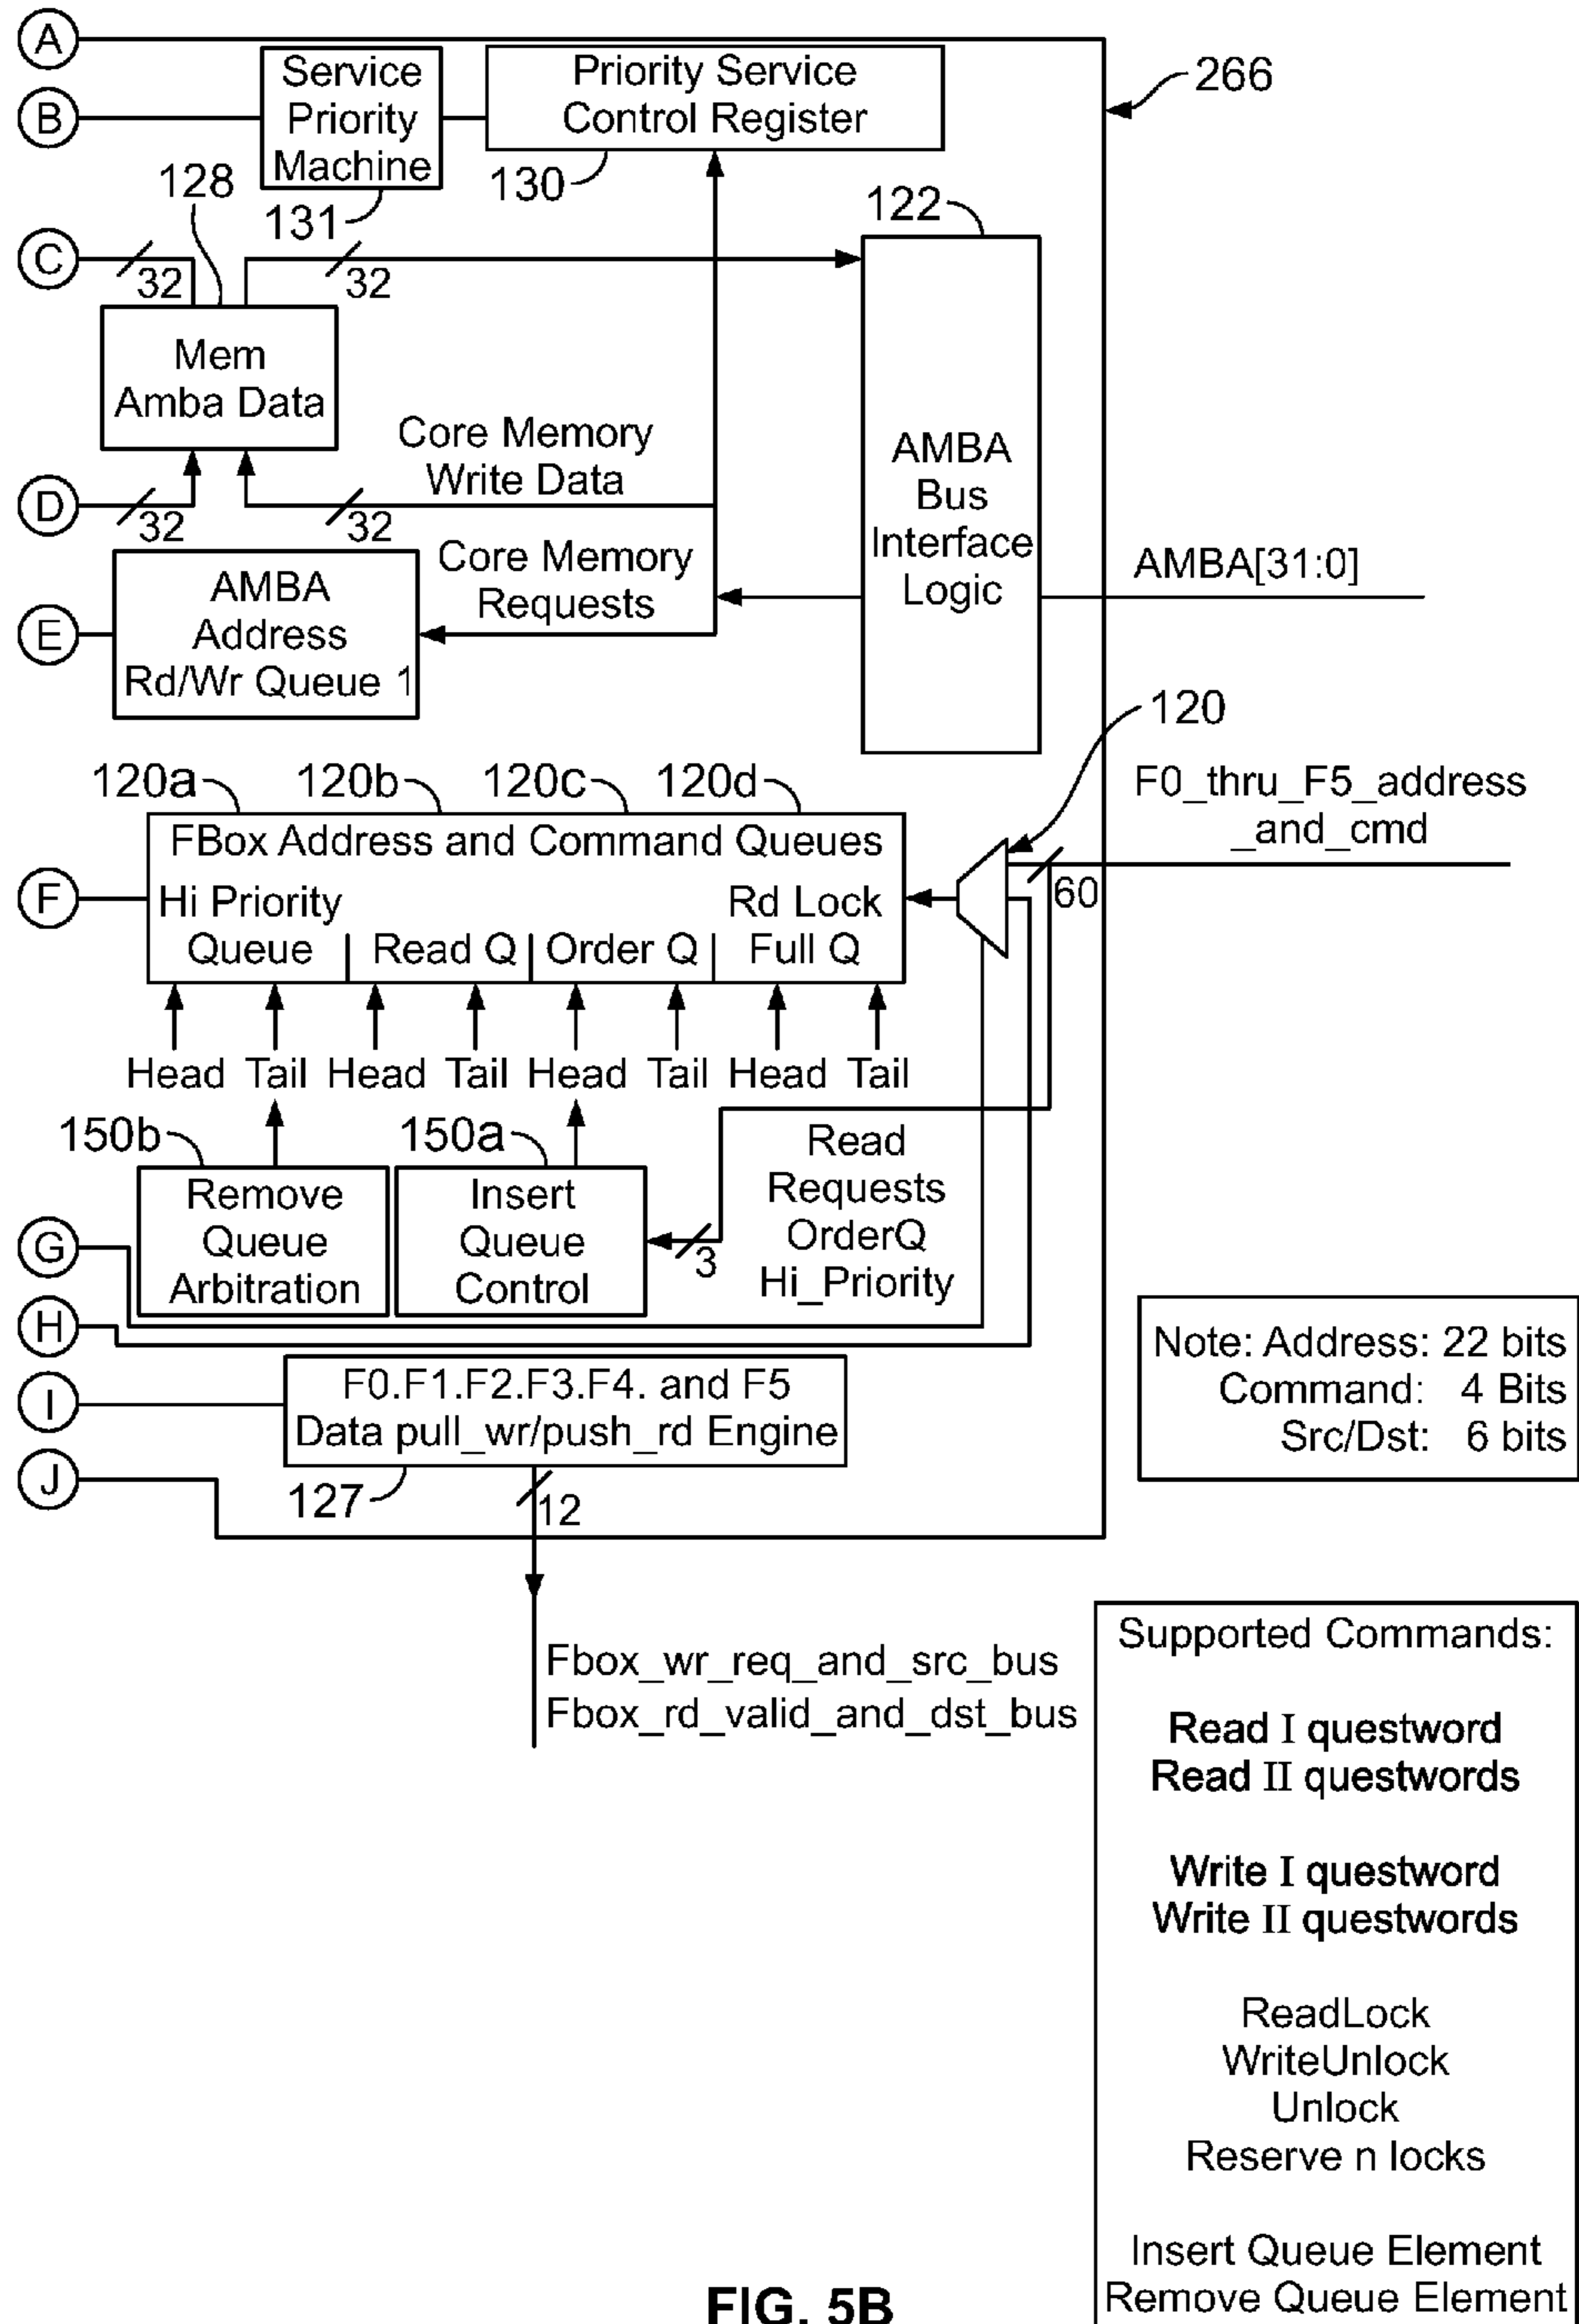 A
Service
Priority
Machine
Priority Service
Control Register
266
B
128
131
130
122
C
32
32
Mem
Amba Data
AMBA
Bus
Interface
Logic
Core Memory
Write Data
D
32
32
AMBA
Address
Rd/Wr Queue 1
Core Memory
Requests
AMBA[31:0]
E
120
120a
120b
120c
120d
F0_thru_F5_address
_and_cmd
FBox Address and Command Queues
F
Hi Priority
Queue
Read Q
Order Q
Rd Lock
Full Q
60
Head Tail Head Tail Head Tail Head Tail
150b
150a
Remove
Queue
Arbitration
Insert
Queue
Control
3
Read
Requests
OrderQ
Hi_Priority
G
H
Note: Address: 22 bits
Command: 4 Bits
Src/Dst: 6 bits
I
F0.F1.F2.F3.F4. and F5
Data pull_wr/push_rd Engine
J
127
12
Fbox_wr_req_and_src_bus
Fbox_rd_valid_and_dst_bus
Supported Commands:
Read I questword
Read II questwords
Write I questword
Write II questwords
ReadLock
WriteUnlock
Unlock
Reserve n locks
Insert Queue Element
Remove Queue Element
FIG. 5B